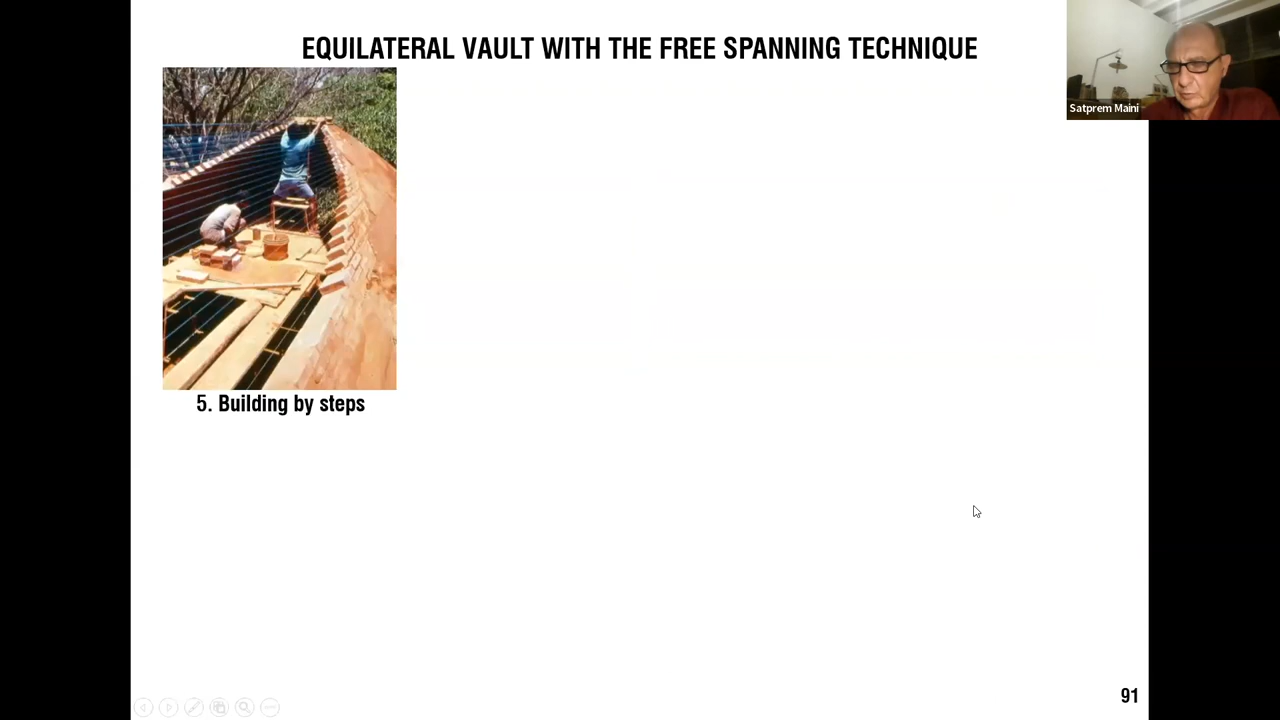 EQUILATERAL VAULT WITH THE FREE SPANNING TECHNIQUE
Satprem Maini
5. Building by steps
91